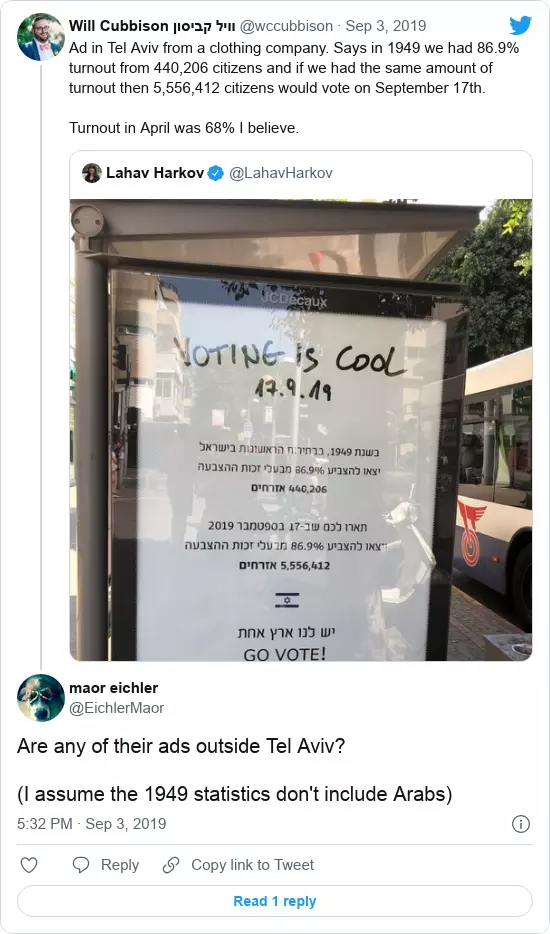 Will Cubbison וויל קביסון @wccubbison · Sep 3, 2019
Ad in Tel Aviv from a clothing company. Says in 1949 we had 86.9%
turnout from 440,206 citizens and if we had the same amount of
turnout then 5,556,412 citizens would vote on September 17th.
Turnout in April was 68% I believe.
Lahav Harkov @LahavHarkov
JCDecaux
VOTING iS COOL
17.9.19
בשנת 1949, בבחירות הראשונות בישראל
יצאו להצביע 86.9% מבעלי זכות ההצבעה
440,206 אזרחים
תארו לכם שב-17 בספטמבר 2019
יצאו להצביע 86.9% מבעלי זכות ההצבעה
5,556,412 אזרחים
יש לנו ארץ אחת
GO VOTE!
maor eichler
@EichlerMaor
Are any of their ads outside Tel Aviv?
(I assume the 1949 statistics don't include Arabs)
5:32 PM · Sep 3, 2019
Reply
Copy link to Tweet
Read 1 reply